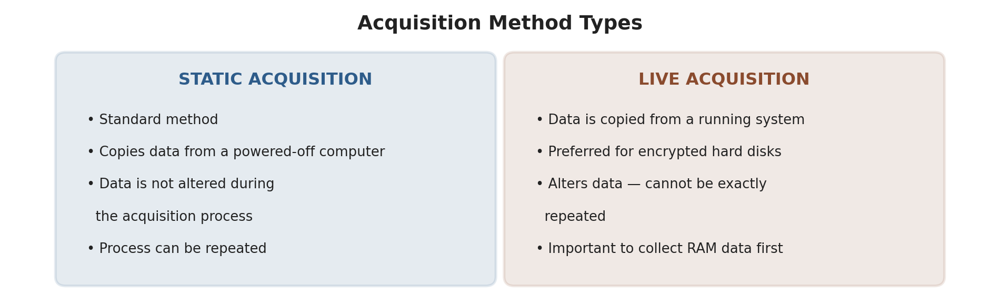 Acquisition Method Types
STATIC ACQUISITION
• Standard method
• Copies data from a powered-off computer
• Data is not altered during
the acquisition process
• Process can be repeated
LIVE ACQUISITION
• Data is copied from a running system
• Preferred for encrypted hard disks
• Alters data — cannot be exactly
repeated
• Important to collect RAM data first